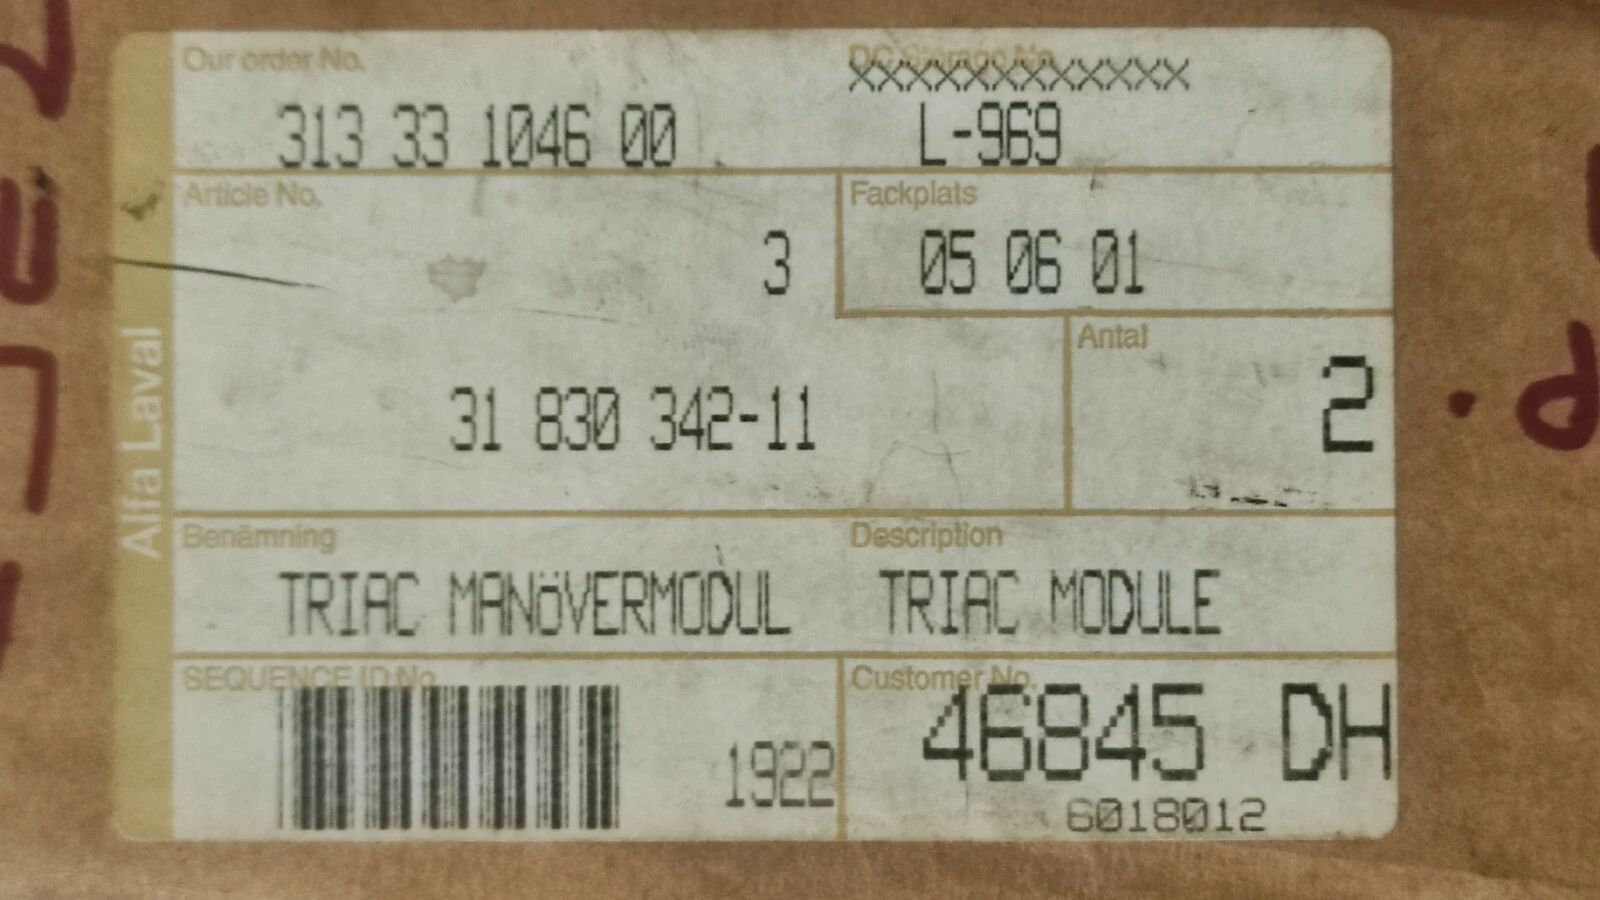 Our order No.
DC Storage No.
XXXXXXXXXXXX
313 33 1046 00
L-969
Article No.
Fackplats
3
05 06 01
Antal
2
31 830 342-11
Alfa Laval
Benämning
Description
TRIAC MANöVERMODUL
TRIAC MODULE
SEQUENCE ID No.
Customer No.
46845 DH
1922
6018012